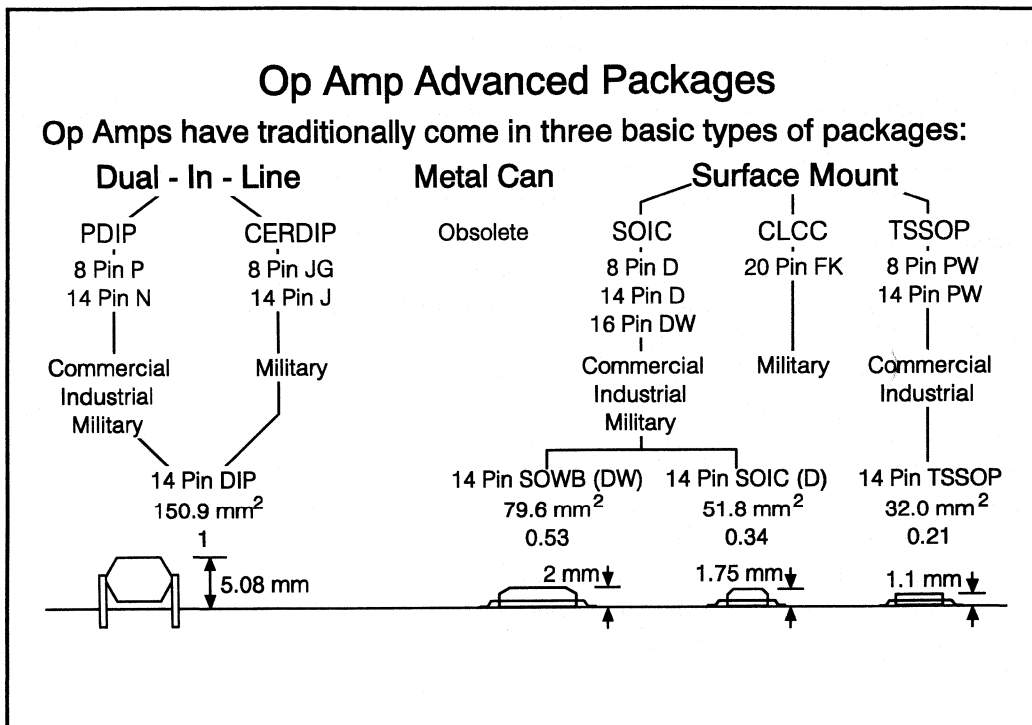 Op Amp Advanced Packages
Op Amps have traditionally come in three basic types of packages:
Dual - In - Line
Metal Can
Surface Mount
PDIP
CERDIP
Obsolete
SOIC
CLCC
TSSOP
8 Pin P
14 Pin N
8 Pin JG
14 Pin J
8 Pin D
14 Pin D
16 Pin DW
20 Pin FK
8 Pin PW
14 Pin PW
Commercial
Industrial
Military
Military
Commercial
Industrial
Military
Military
Commercial
Industrial
14 Pin DIP
150.9 mm²
1
14 Pin SOWB (DW)
79.6 mm²
0.53
14 Pin SOIC (D)
51.8 mm²
0.34
14 Pin TSSOP
32.0 mm²
0.21
5.08 mm
2 mm
1.75 mm
1.1 mm